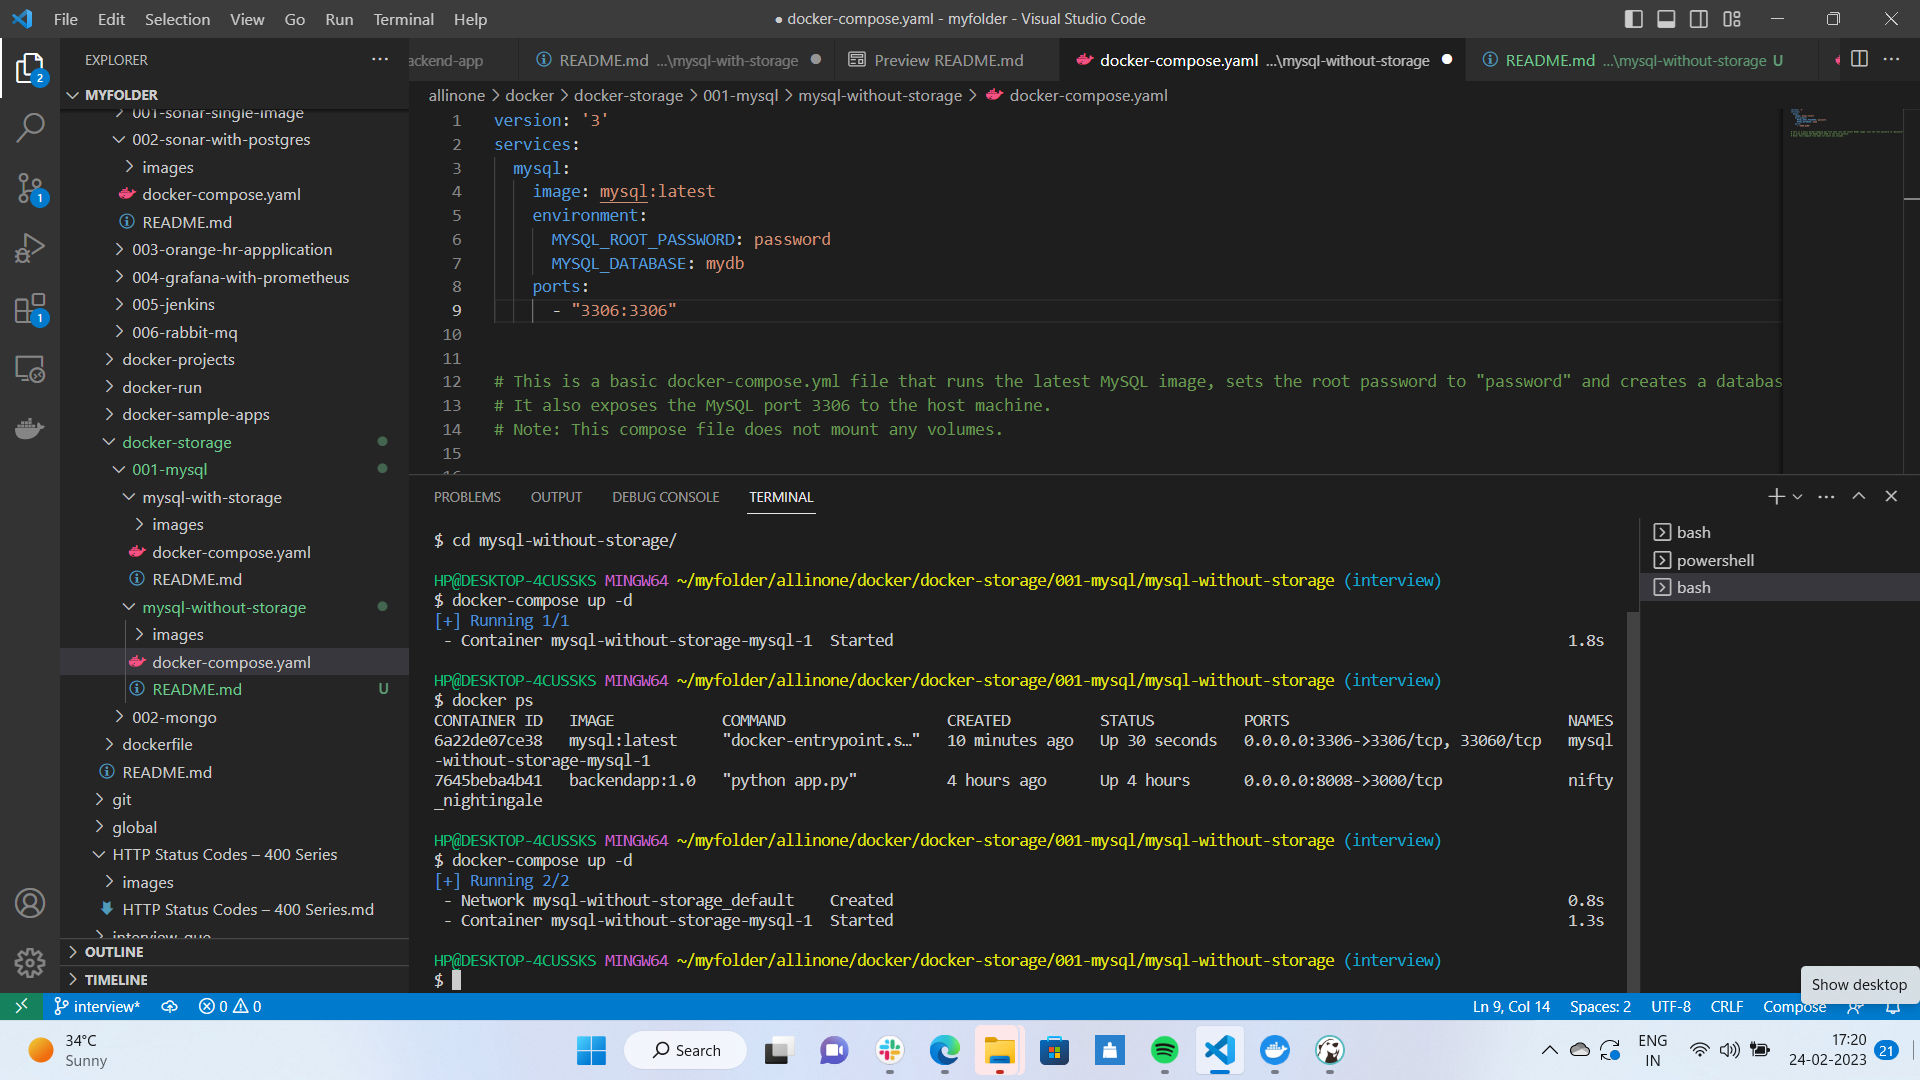 File Edit Selection View Go Run Terminal Help
● docker-compose.yaml - myfolder - Visual Studio Code
EXPLORER
MYFOLDER
001-sonar-single-image
002-sonar-with-postgres
images
docker-compose.yaml
README.md
003-orange-hr-appplication
004-grafana-with-prometheus
005-jenkins
006-rabbit-mq
docker-projects
docker-run
docker-sample-apps
docker-storage
001-mysql
mysql-with-storage
images
docker-compose.yaml
README.md
mysql-without-storage
images
docker-compose.yaml
README.md U
002-mongo
dockerfile
README.md
git
global
HTTP Status Codes – 400 Series
images
HTTP Status Codes – 400 Series.md
OUTLINE
TIMELINE
2
1
1
ackend-app README.md ...\mysql-with-storage Preview README.md docker-compose.yaml ...\mysql-without-storage README.md ...\mysql-without-storage U
allinone > docker > docker-storage > 001-mysql > mysql-without-storage > docker-compose.yaml
1 version: '3'
2 services:
3 mysql:
4 image: mysql:latest
5 environment:
6 MYSQL_ROOT_PASSWORD: password
7 MYSQL_DATABASE: mydb
8 ports:
9 - "3306:3306"
10
11
12 # This is a basic docker-compose.yml file that runs the latest MySQL image, sets the root password to "password" and creates a databas
13 # It also exposes the MySQL port 3306 to the host machine.
14 # Note: This compose file does not mount any volumes.
15
PROBLEMS OUTPUT DEBUG CONSOLE TERMINAL
$ cd mysql-without-storage/
HP@DESKTOP-4CUSSKS MINGW64 ~/myfolder/allinone/docker/docker-storage/001-mysql/mysql-without-storage (interview)
$ docker-compose up -d
[+] Running 1/1
- Container mysql-without-storage-mysql-1 Started 1.8s
HP@DESKTOP-4CUSSKS MINGW64 ~/myfolder/allinone/docker/docker-storage/001-mysql/mysql-without-storage (interview)
$ docker ps
CONTAINER ID IMAGE COMMAND CREATED STATUS PORTS NAMES
6a22de07ce38 mysql:latest "docker-entrypoint.s…" 10 minutes ago Up 30 seconds 0.0.0.0:3306->3306/tcp, 33060/tcp mysql
-without-storage-mysql-1
7645beba4b41 backendapp:1.0 "python app.py" 4 hours ago Up 4 hours 0.0.0.0:8008->3000/tcp nifty
_nightingale
HP@DESKTOP-4CUSSKS MINGW64 ~/myfolder/allinone/docker/docker-storage/001-mysql/mysql-without-storage (interview)
$ docker-compose up -d
[+] Running 2/2
- Network mysql-without-storage_default Created 0.8s
- Container mysql-without-storage-mysql-1 Started 1.3s
HP@DESKTOP-4CUSSKS MINGW64 ~/myfolder/allinone/docker/docker-storage/001-mysql/mysql-without-storage (interview)
$
bash
powershell
bash
Show desktop
interview* 0 0 Ln 9, Col 14 Spaces: 2 UTF-8 CRLF Compose
34°C
Sunny
Search
ENG
IN
17:20
24-02-2023
21